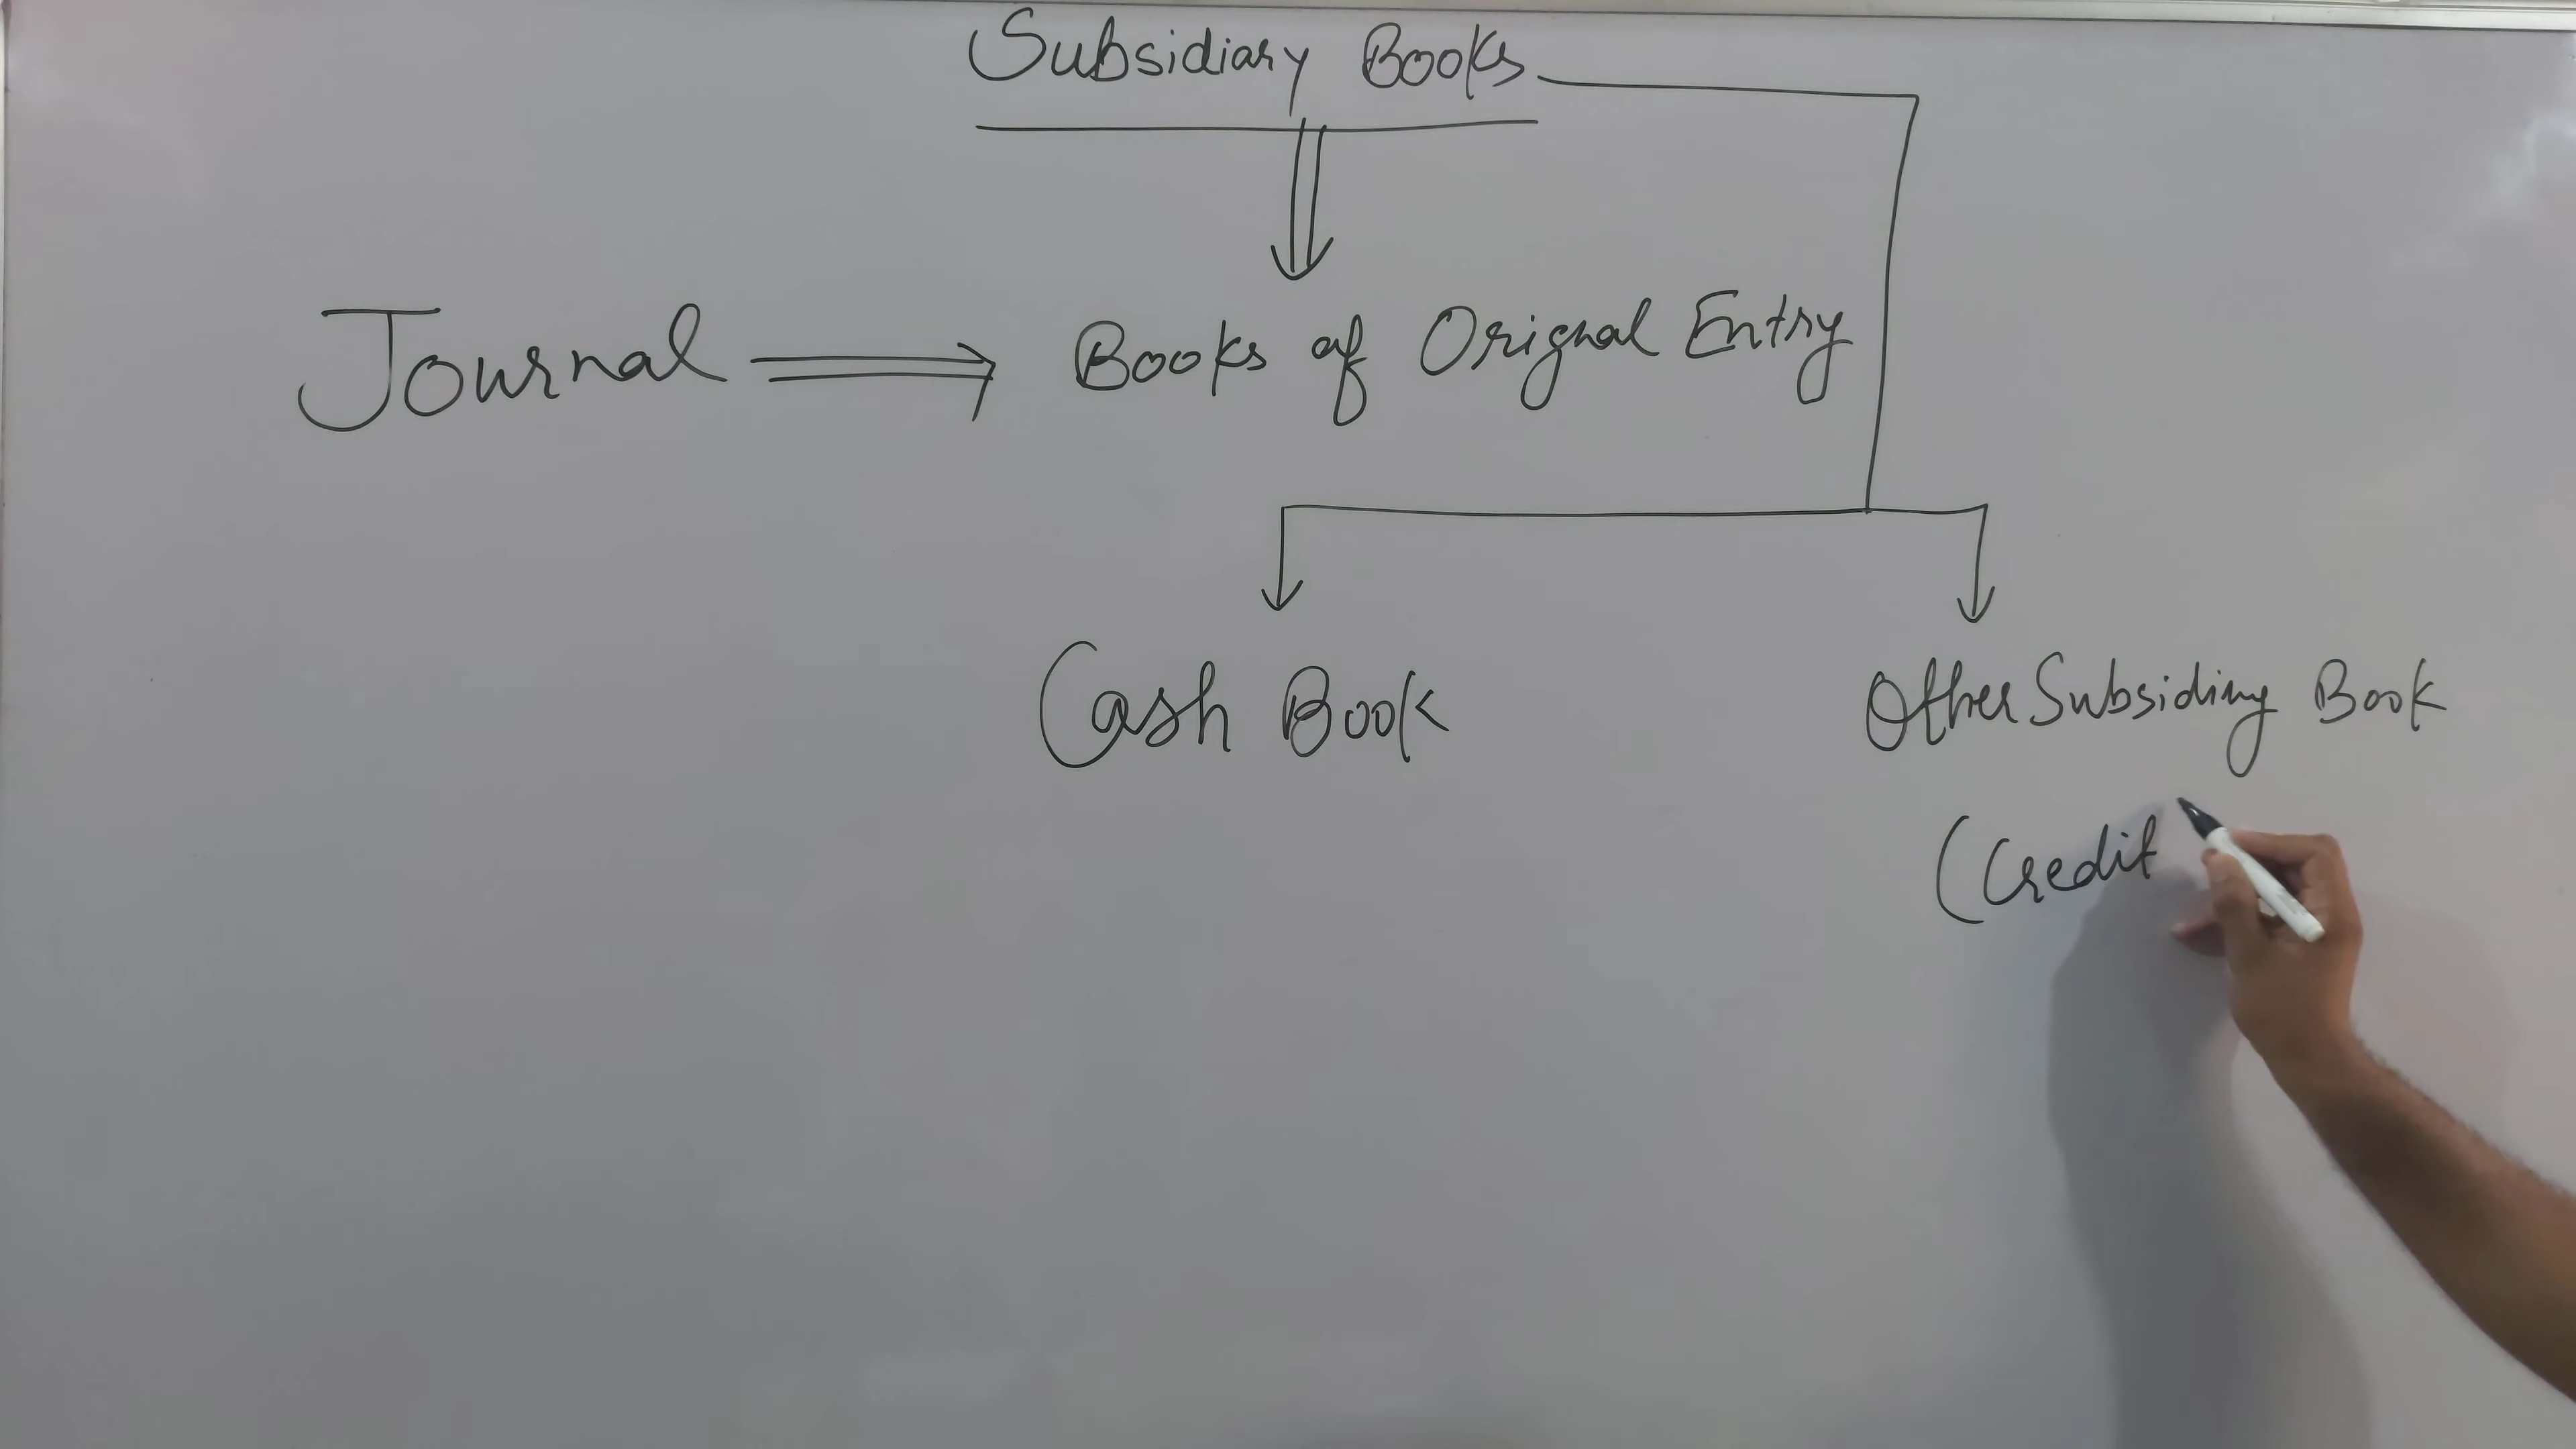 Subsidiary Books
Journal ⟹ Books of Orignal Entry
Cash Book
Other Subsidiary Book
(Credit